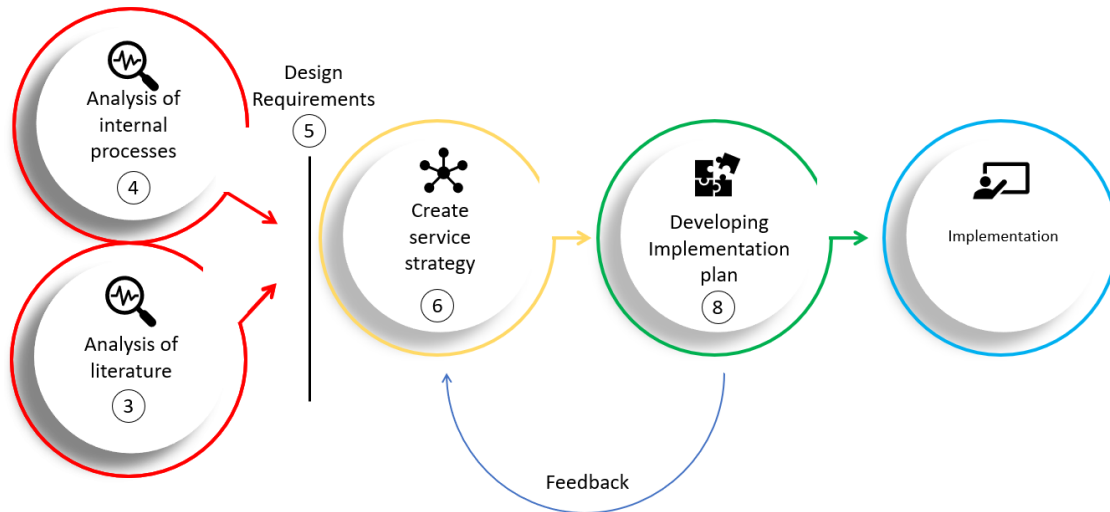 Analysis of
internal
processes
4
Analysis of
literature
3
Design
Requirements
5
Create
service
strategy
6
Developing
Implementation
plan
8
Implementation
Feedback